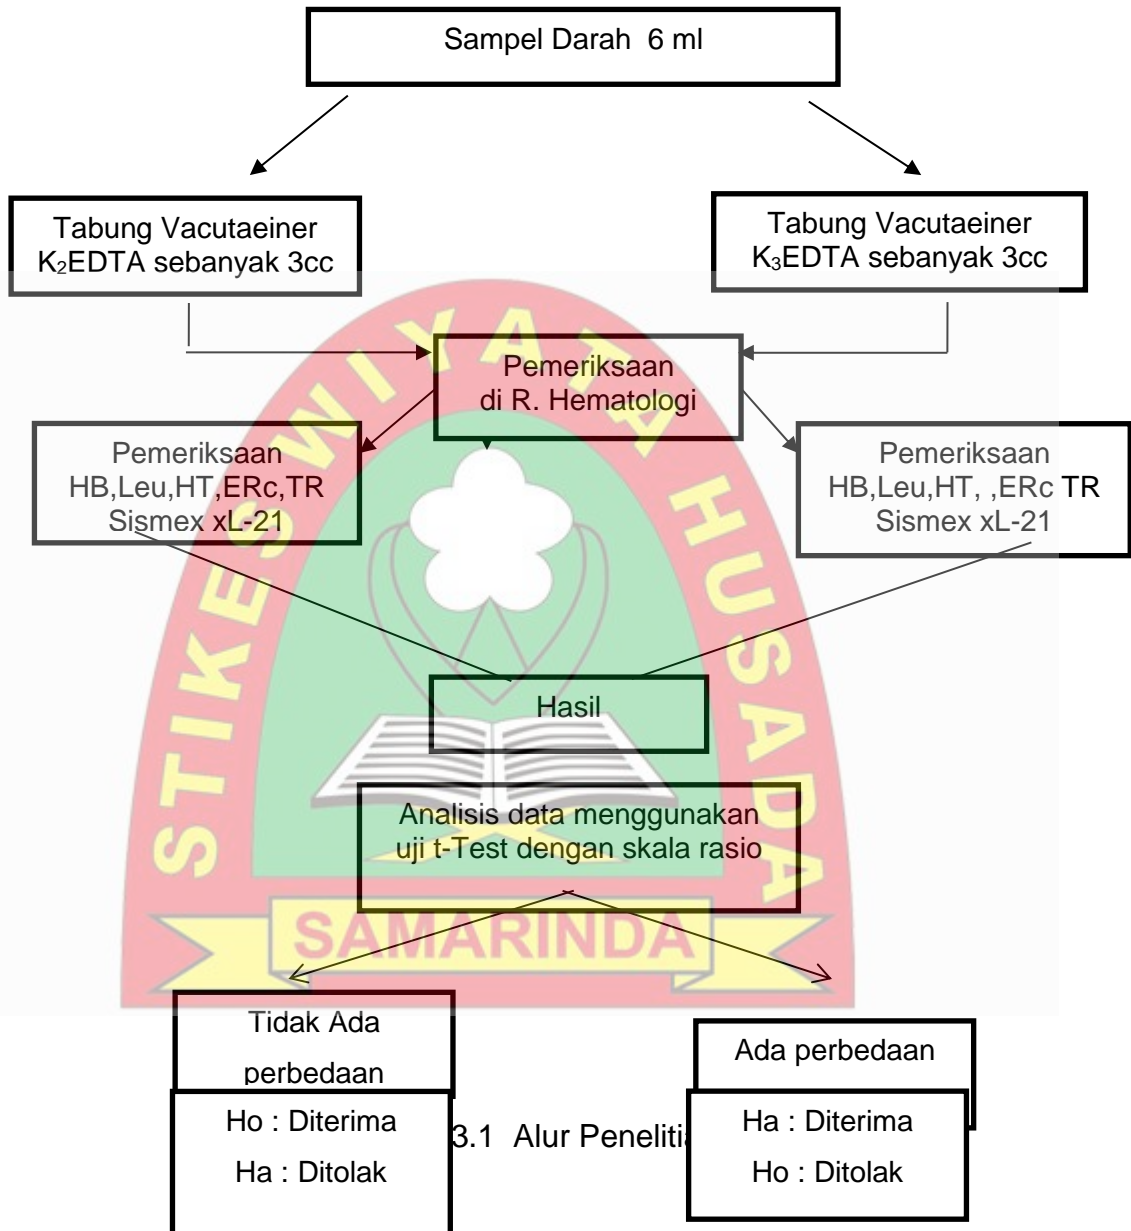 Sampel Darah 6 ml
Tabung Vacutaeiner
K₂EDTA sebanyak 3cc
Tabung Vacutaeiner
K₃EDTA sebanyak 3cc
Pemeriksaan
di R. Hematologi
Pemeriksaan
HB,Leu,HT,ERc,TR
Sismex xL-21
Pemeriksaan
HB,Leu,HT, ,ERc TR
Sismex xL-21
Hasil
Analisis data menggunakan
uji t-Test dengan skala rasio
STIKES WIYATA HUSADA
SAMARINDA
Tidak Ada
perbedaan
Ada perbedaan
Ho : Diterima
Ha : Ditolak
Ha : Diterima
Ho : Ditolak
3.1 Alur